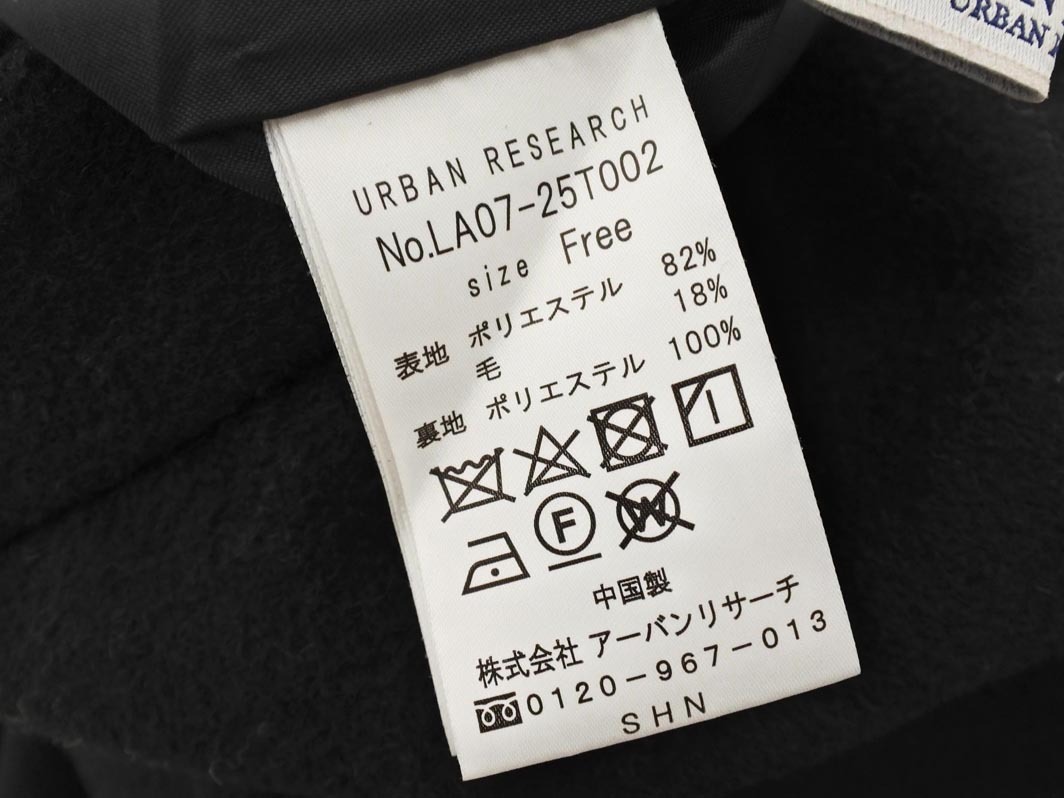 URBAN
URBAN RESEARCH
No.LA07-25T002
size Free
表地 ポリエステル 82%
毛 18%
裏地 ポリエステル 100%
F
W
中国製
株式会社 アーバンリサーチ
0120-967-013
SHN